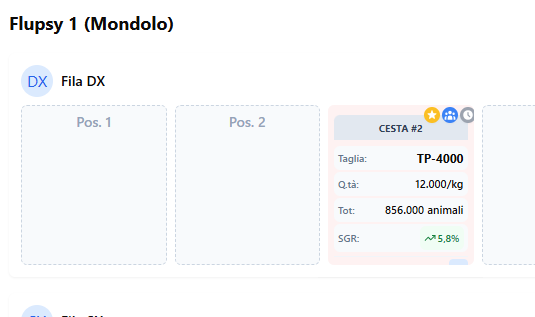 Flupsy 1 (Mondolo)
DX Fila DX
Pos. 1
Pos. 2
CESTA #2
Taglia: TP-4000
Q.tà: 12.000/kg
Tot: 856.000 animali
SGR: 5,8%